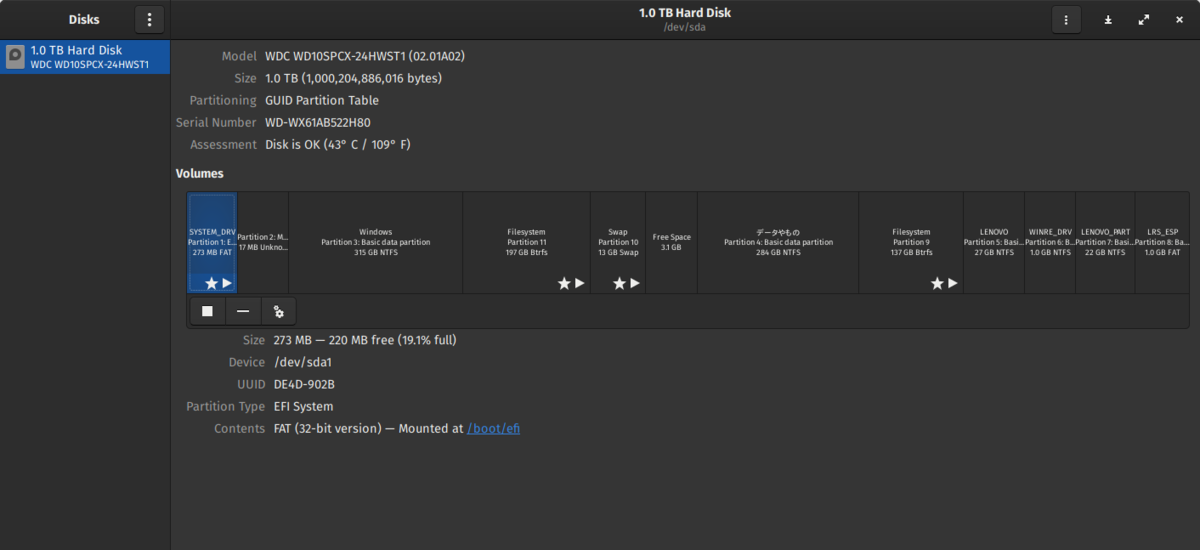 Disks
1.0 TB Hard Disk
/dev/sda
1.0 TB Hard Disk
WDC WD10SPCX-24HWST1
Model WDC WD10SPCX-24HWST1 (02.01A02)
Size 1.0 TB (1,000,204,886,016 bytes)
Partitioning GUID Partition Table
Serial Number WD-WX61AB522H80
Assessment Disk is OK (43° C / 109° F)
Volumes
SYSTEM_DRV
Partition 1: E...
273 MB FAT
Partition 2: M...
17 MB Unkno...
Windows
Partition 3: Basic data partition
315 GB NTFS
Filesystem
Partition 11
197 GB Btrfs
Swap
Partition 10
13 GB Swap
Free Space
3.1 GB
データやもの
Partition 4: Basic data partition
284 GB NTFS
Filesystem
Partition 9
137 GB Btrfs
LENOVO
Partition 5: Basi...
27 GB NTFS
WINRE_DRV
Partition 6: B...
1.0 GB NTFS
LENOVO_PART
Partition 7: Basi...
22 GB NTFS
LRS_ESP
Partition 8: Ba...
1.0 GB FAT
Size 273 MB — 220 MB free (19.1% full)
Device /dev/sda1
UUID DE4D-902B
Partition Type EFI System
Contents FAT (32-bit version) — Mounted at /boot/efi